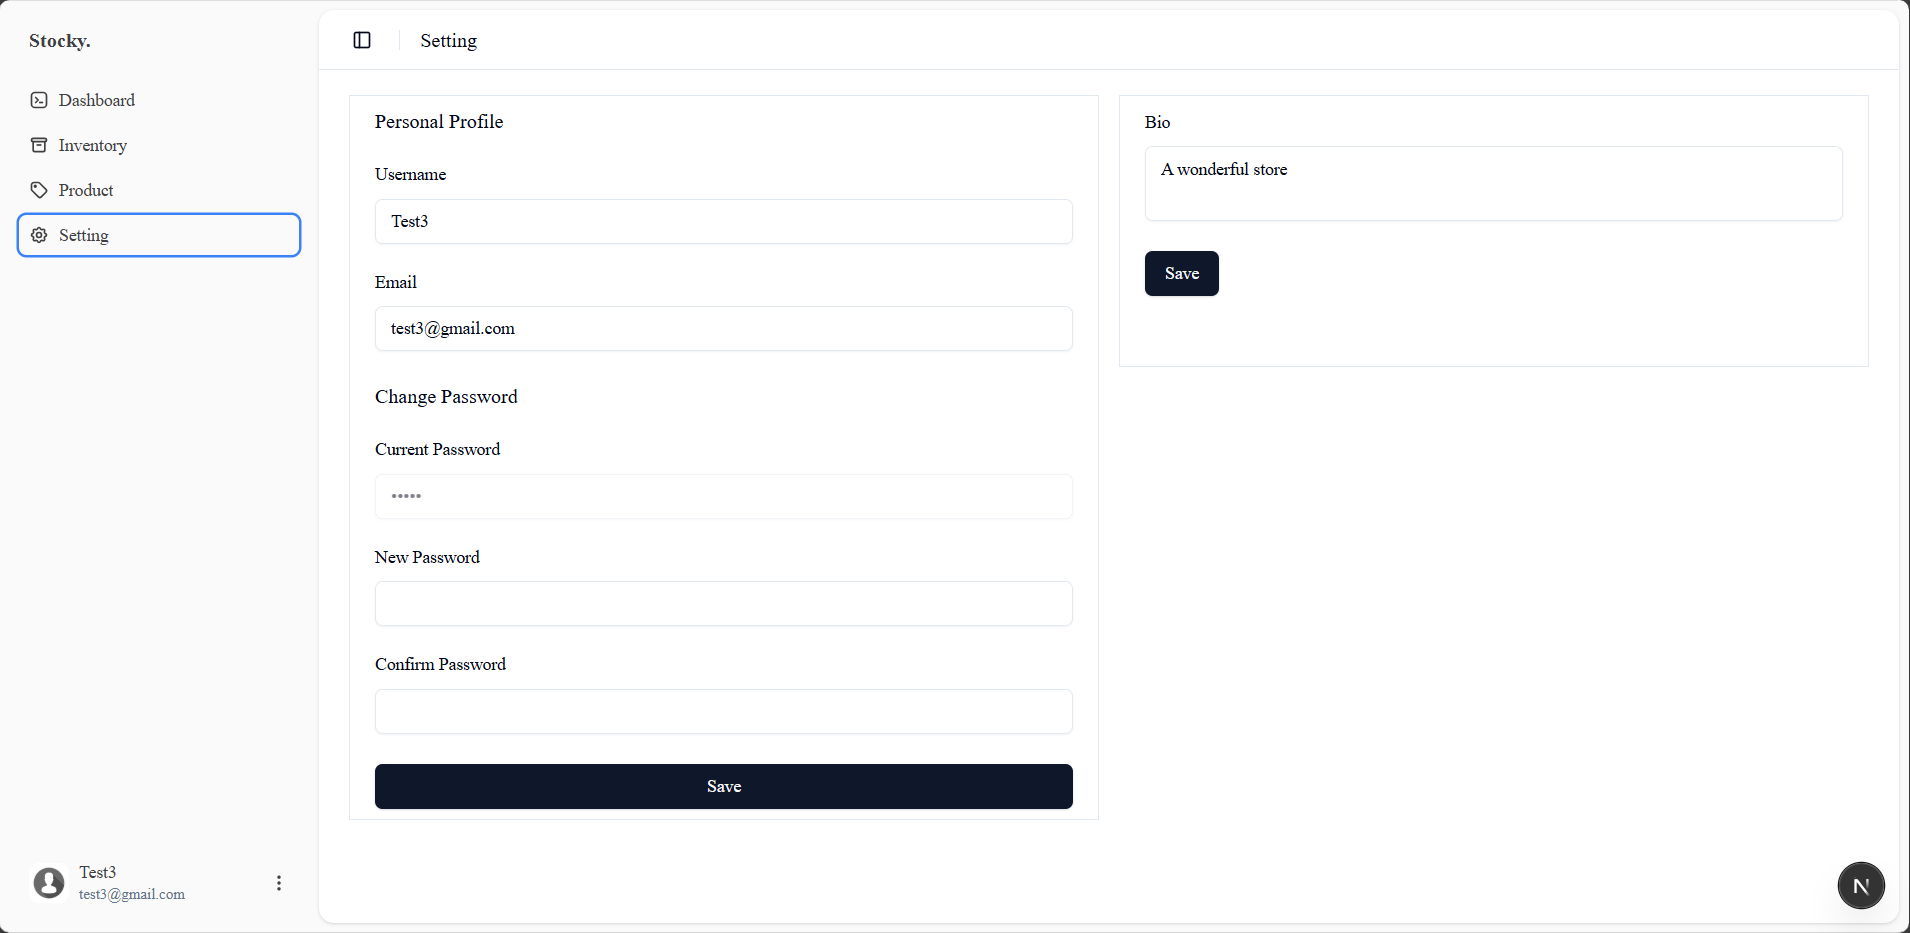 Stocky.
Dashboard
Inventory
Product
Setting
Test3
test3@gmail.com
Setting
Personal Profile
Username
Test3
Email
test3@gmail.com
Change Password
Current Password
•••••
New Password
Confirm Password
Save
Bio
A wonderful store
Save
N